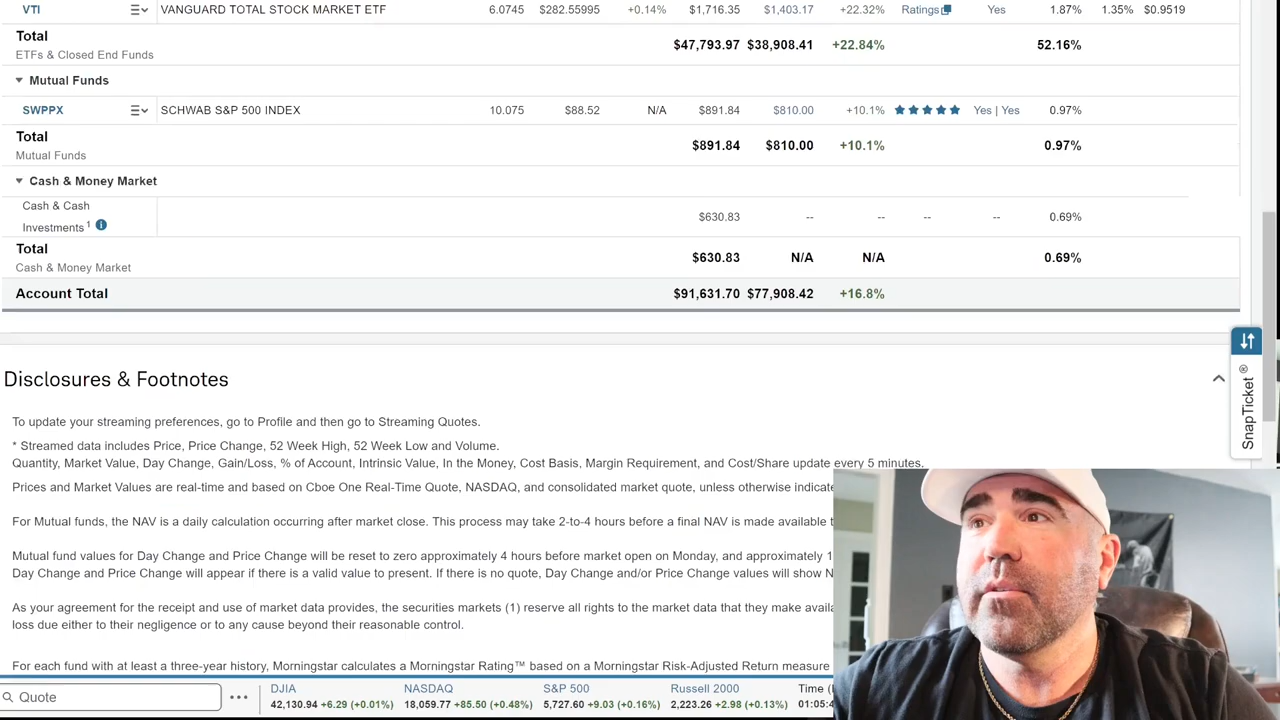 VTI VANGUARD TOTAL STOCK MARKET ETF 6.0745 $282.55995 +0.14% $1,716.35 $1,403.17 +22.32% Ratings Yes 1.87% 1.35% $0.9519
Total
ETFs & Closed End Funds
$47,793.97 $38,908.41 +22.84% 52.16%
Mutual Funds
SWPPX SCHWAB S&P 500 INDEX 10.075 $88.52 N/A $891.84 $810.00 +10.1% ★★★★★ Yes | Yes 0.97%
Total
Mutual Funds
$891.84 $810.00 +10.1% 0.97%
Cash & Money Market
Cash & Cash
Investments 1
$630.83 -- -- -- -- 0.69%
Total
Cash & Money Market
$630.83 N/A N/A 0.69%
Account Total $91,631.70 $77,908.42 +16.8%
SnapTicket ®
Disclosures & Footnotes
To update your streaming preferences, go to Profile and then go to Streaming Quotes.
* Streamed data includes Price, Price Change, 52 Week High, 52 Week Low and Volume.
Quantity, Market Value, Day Change, Gain/Loss, % of Account, Intrinsic Value, In the Money, Cost Basis, Margin Requirement, and Cost/Share update every 5 minutes.
Prices and Market Values are real-time and based on Cboe One Real-Time Quote, NASDAQ, and consolidated market quote, unless otherwise indicate
For Mutual funds, the NAV is a daily calculation occurring after market close. This process may take 2-to-4 hours before a final NAV is made available
Mutual fund values for Day Change and Price Change will be reset to zero approximately 4 hours before market open on Monday, and approximately 1
Day Change and Price Change will appear if there is a valid value to present. If there is no quote, Day Change and/or Price Change values will show N
As your agreement for the receipt and use of market data provides, the securities markets (1) reserve all rights to the market data that they make
loss due either to their negligence or to any cause beyond their reasonable control.
For each fund with at least a three-year history, Morningstar calculates a Morningstar Rating™ based on a Morningstar Risk-Adjusted Return measure
Quote
DJIA NASDAQ S&P 500 Russell 2000 Time
42,130.94 +6.29 (+0.01%) 18,059.77 +85.50 (+0.48%) 5,727.60 +9.03 (+0.16%) 2,223.26 +2.98 (+0.13%) 01:05:4